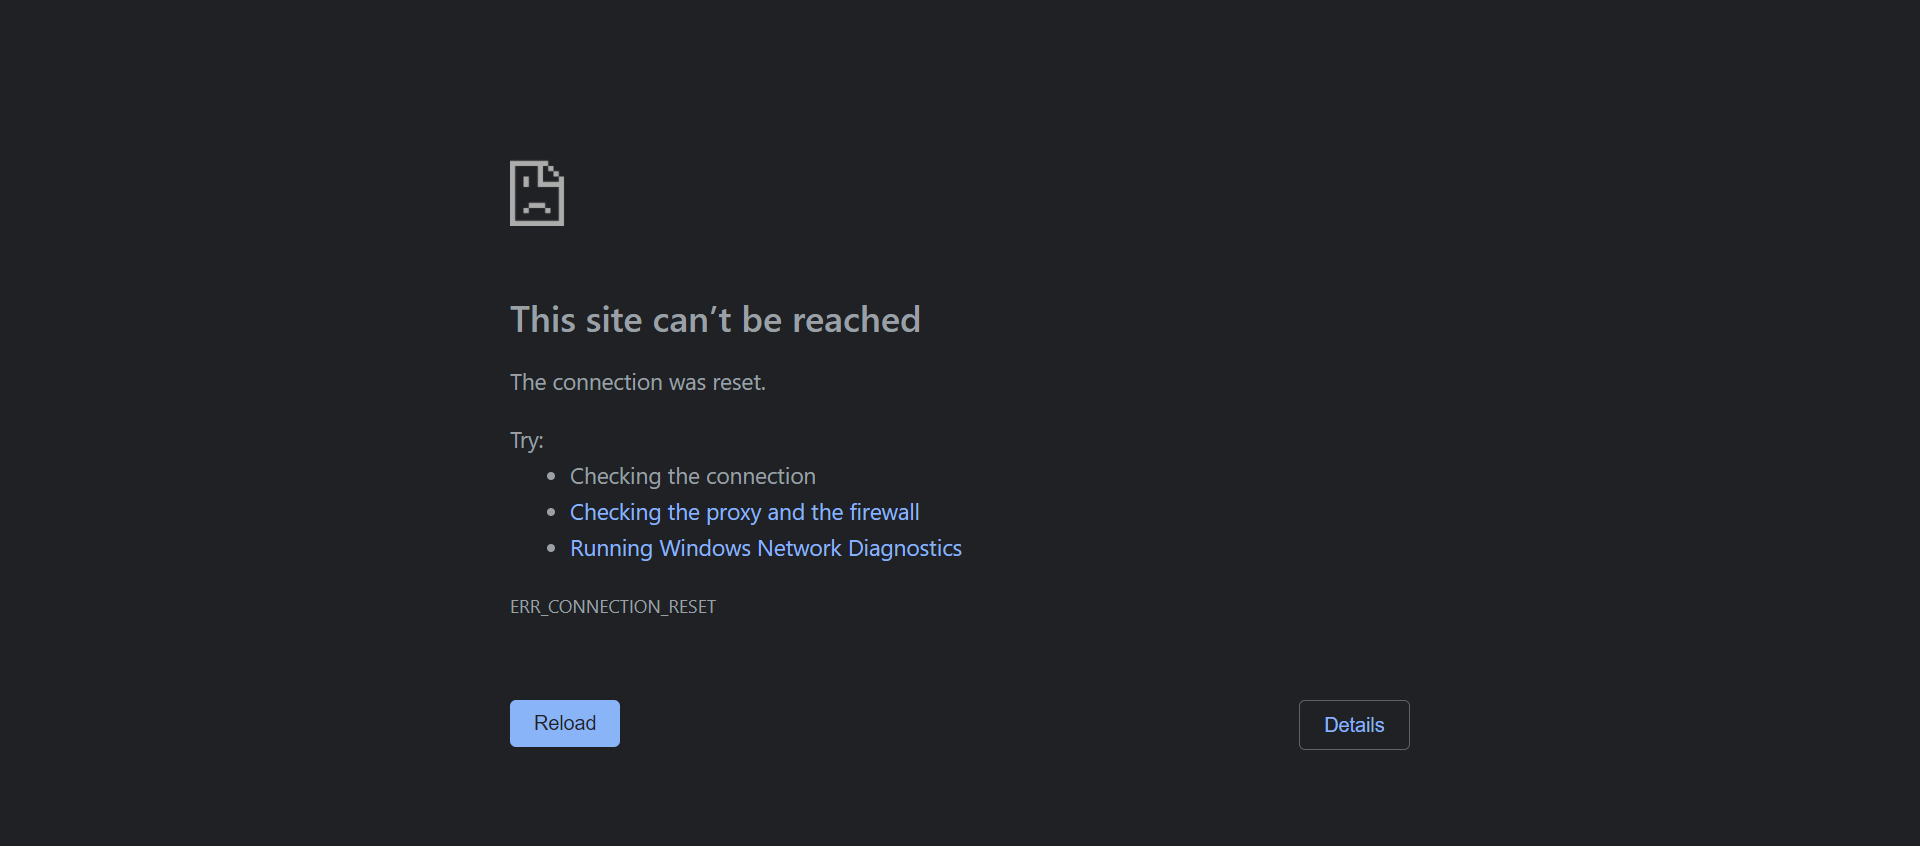 This site can’t be reached
The connection was reset.
Try:
Checking the connection
Checking the proxy and the firewall
Running Windows Network Diagnostics
ERR_CONNECTION_RESET
Reload
Details